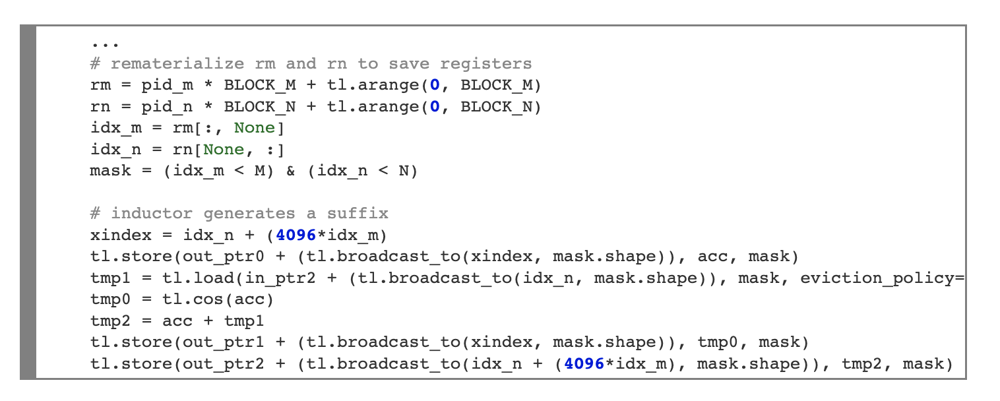 ...
# rematerialize rm and rn to save registers
rm = pid_m * BLOCK_M + tl.arange(0, BLOCK_M)
rn = pid_n * BLOCK_N + tl.arange(0, BLOCK_N)
idx_m = rm[:, None]
idx_n = rn[None, :]
mask = (idx_m < M) & (idx_n < N)

# inductor generates a suffix
xindex = idx_n + (4096*idx_m)
tl.store(out_ptr0 + (tl.broadcast_to(xindex, mask.shape)), acc, mask)
tmp1 = tl.load(in_ptr2 + (tl.broadcast_to(idx_n, mask.shape)), mask, eviction_policy=
tmp0 = tl.cos(acc)
tmp2 = acc + tmp1
tl.store(out_ptr1 + (tl.broadcast_to(xindex, mask.shape)), tmp0, mask)
tl.store(out_ptr2 + (tl.broadcast_to(idx_n + (4096*idx_m), mask.shape)), tmp2, mask)